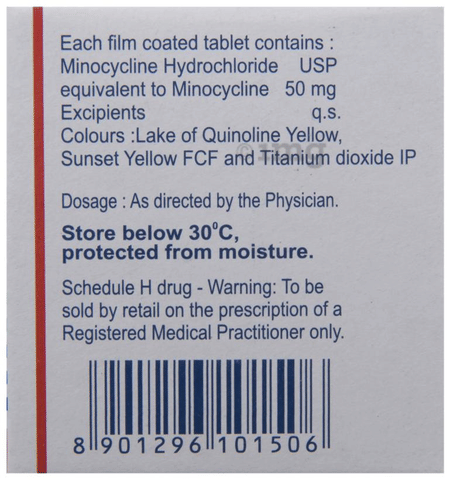 Each film coated tablet contains :
Minocycline Hydrochloride USP
equivalent to Minocycline 50 mg
Excipients q.s.
Colours :Lake of Quinoline Yellow,
Sunset Yellow FCF and Titanium dioxide IP
©1mg
Dosage : As directed by the Physician.
Store below 30⁰C,
protected from moisture.
Schedule H drug - Warning: To be
sold by retail on the prescription of a
Registered Medical Practitioner only.
8 901296 101506